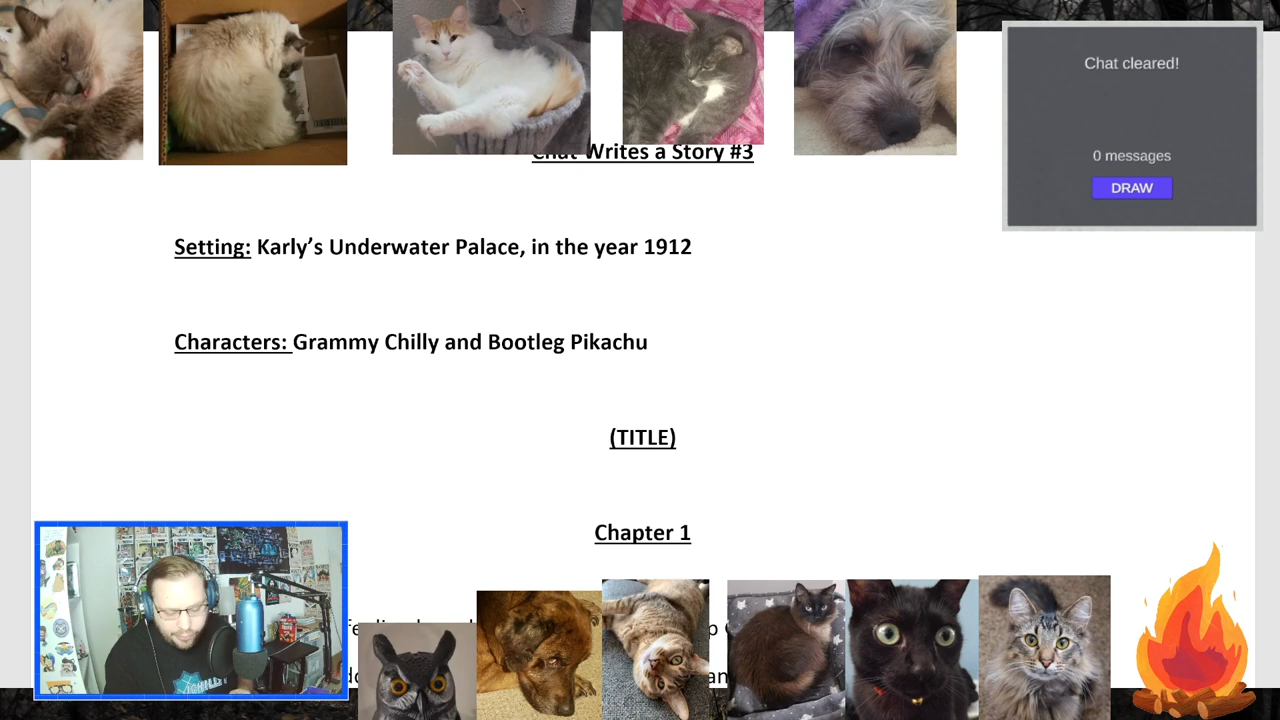 Chat cleared!
Chat Writes a Story #3
0 messages
DRAW
Setting: Karly's Underwater Palace, in the year 1912
Characters: Grammy Chilly and Bootleg Pikachu
(TITLE)
Chapter 1